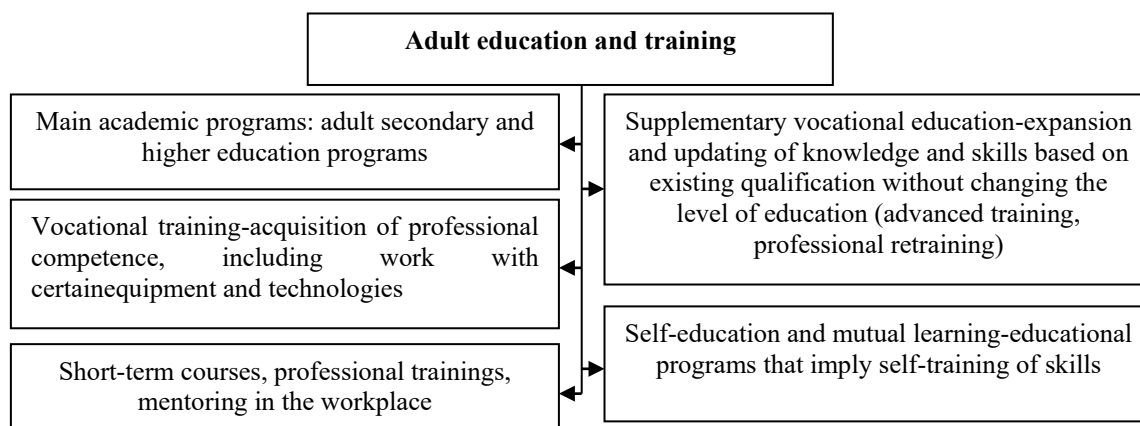 Adult education and training
Main academic programs: adult secondary and
higher education programs
Vocational training-acquisition of professional
competence, including work with
certainequipment and technologies
Short-term courses, professional trainings,
mentoring in the workplace
Supplementary vocational education-expansion
and updating of knowledge and skills based on
existing qualification without changing the
level of education (advanced training,
professional retraining)
Self-education and mutual learning-educational
programs that imply self-training of skills